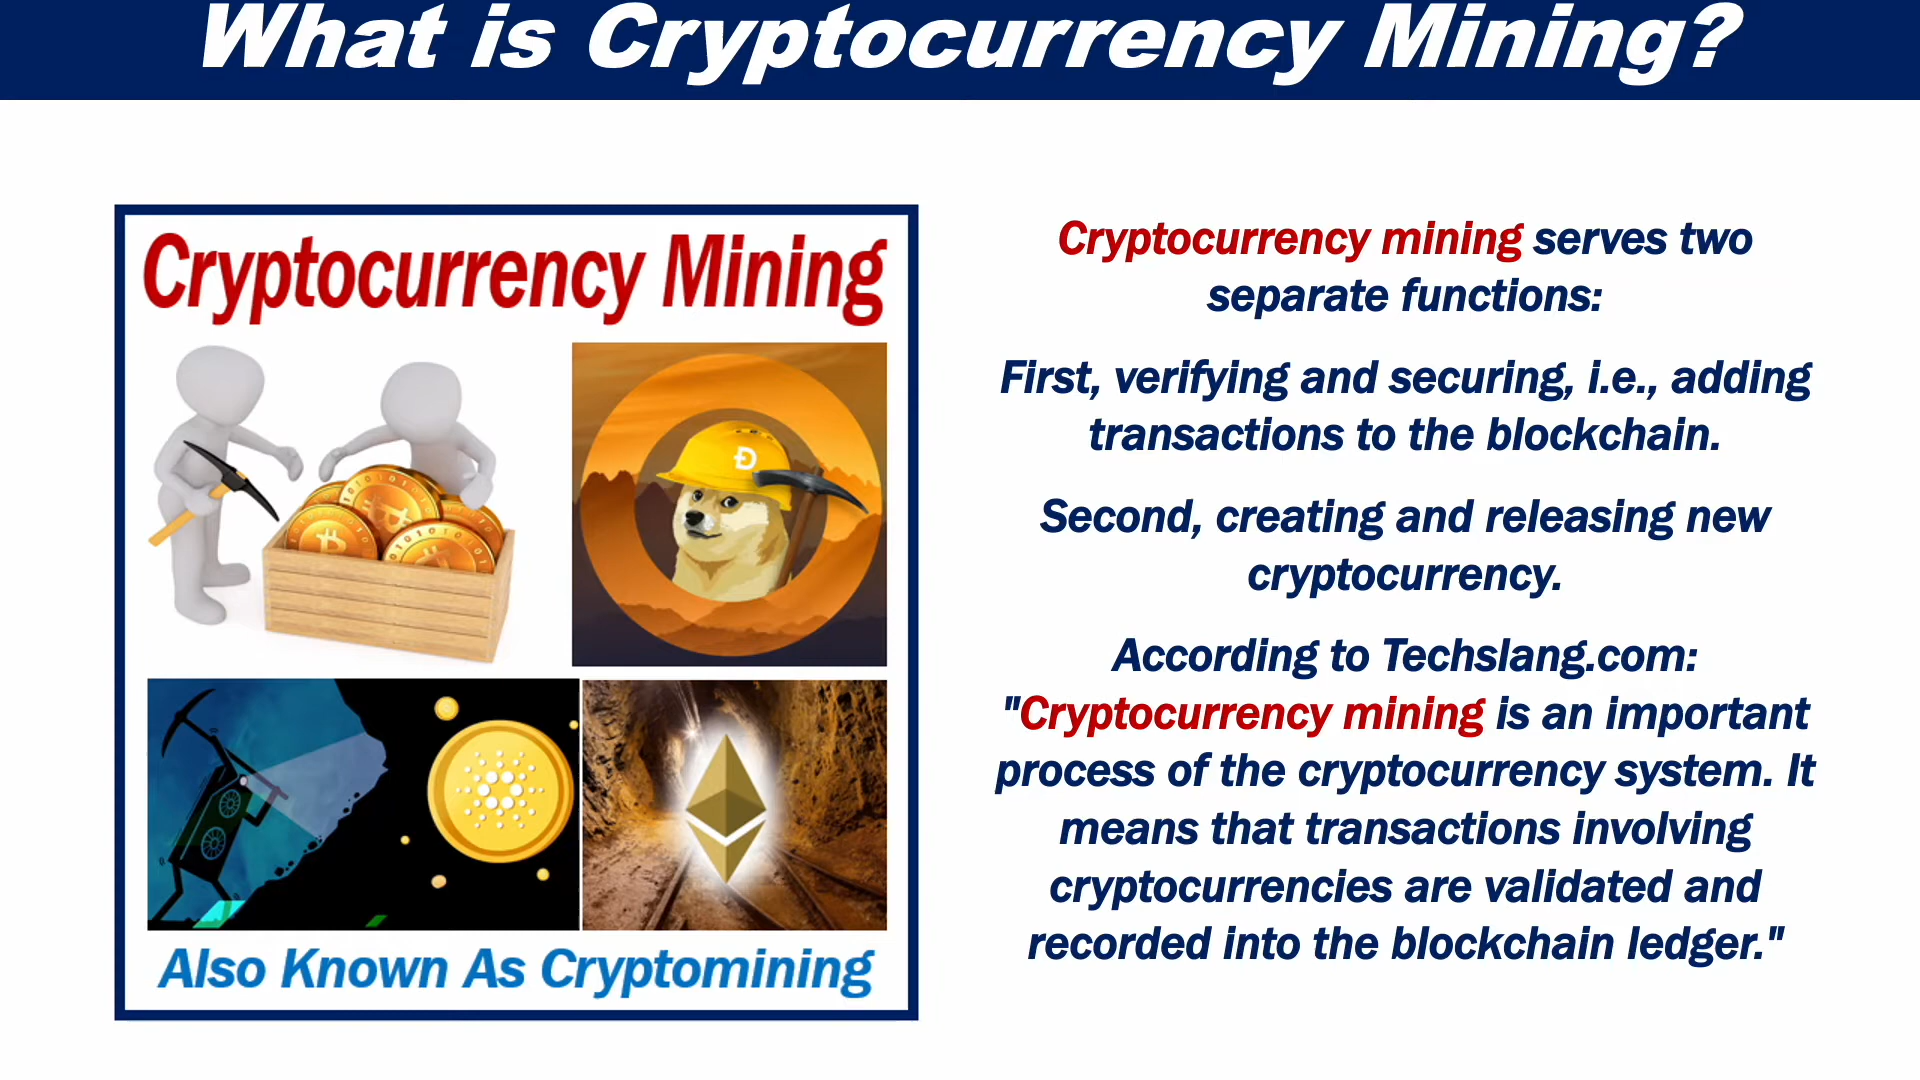 What is Cryptocurrency Mining?
Cryptocurrency Mining
Also Known As Cryptomining
Cryptocurrency mining serves two
separate functions:
First, verifying and securing, i.e., adding
transactions to the blockchain.
Second, creating and releasing new
cryptocurrency.
According to Techslang.com:
"Cryptocurrency mining is an important
process of the cryptocurrency system. It
means that transactions involving
cryptocurrencies are validated and
recorded into the blockchain ledger."